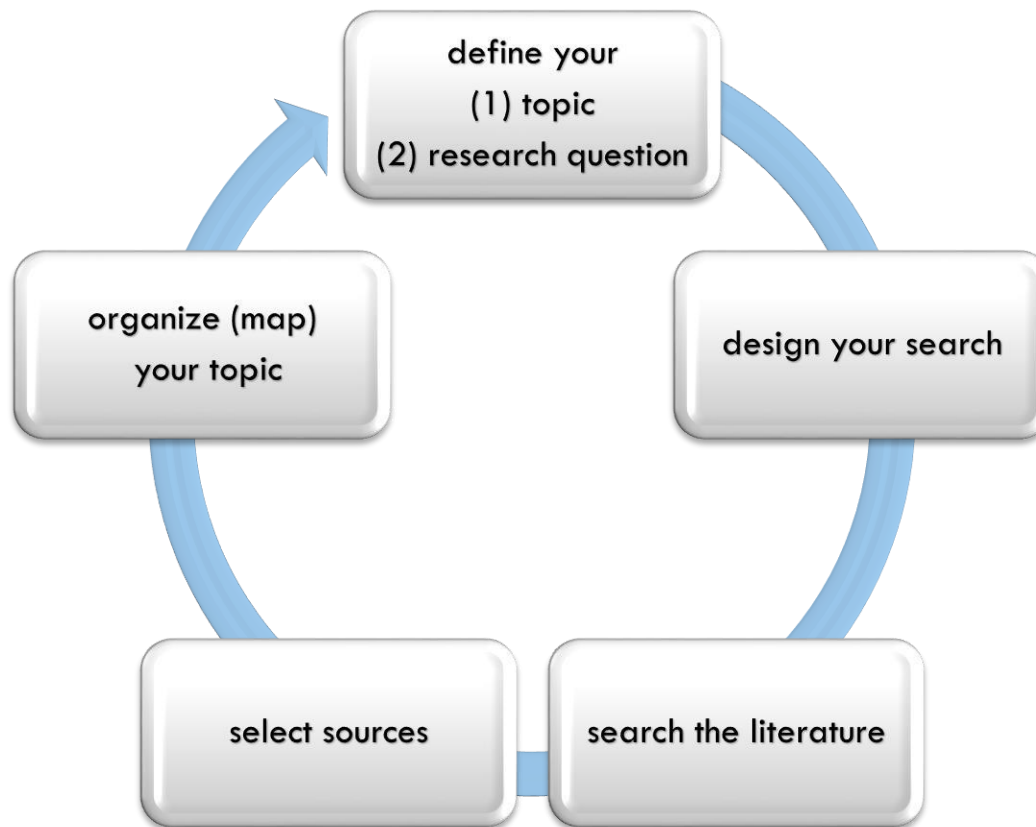 define your
(1) topic
(2) research question
design your search
search the literature
select sources
organize (map)
your topic